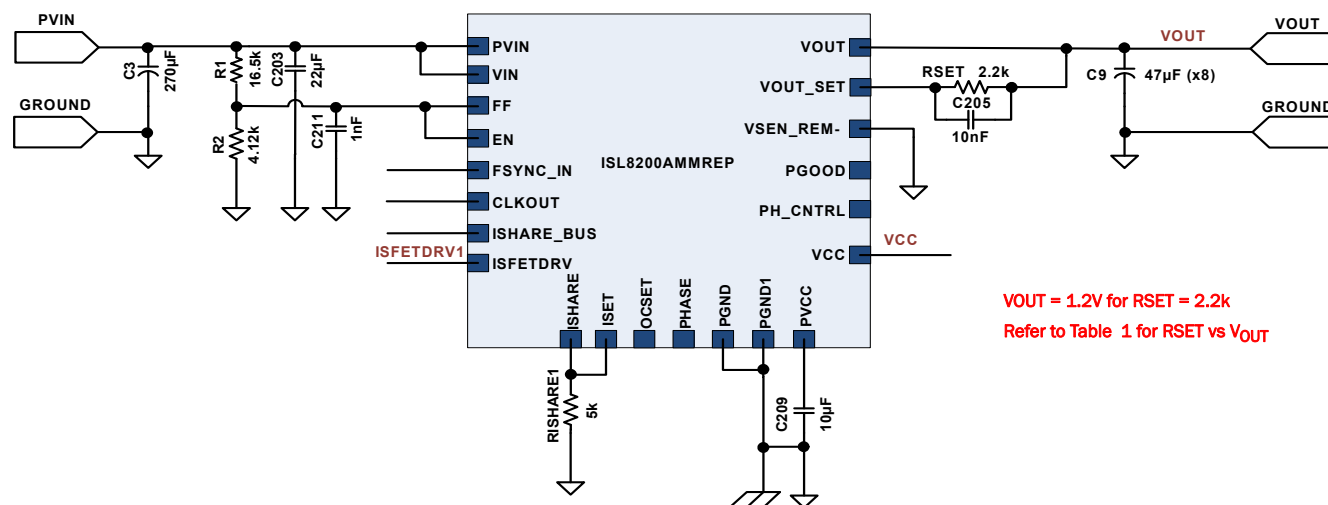 PVIN
GROUND
C3
270µF
R1
16.5k
C203
22µF
R2
4.12k
C211
1nF
ISFETDRV1
PVIN
VIN
FF
EN
FSYNC_IN
CLKOUT
ISHARE_BUS
ISFETDRV
ISL8200AMMREP
VOUT
VOUT_SET
VSEN_REM-
PGOOD
PH_CNTRL
VCC
ISHARE
ISET
OCSET
PHASE
PGND
PGND1
PVCC
RISHARE1
5k
C209
10µF
RSET 2.2k
C205
10nF
VCC
VOUT
C9 47µF (x8)
VOUT
GROUND
VOUT = 1.2V for RSET = 2.2k
Refer to Table 1 for RSET vs VOUT